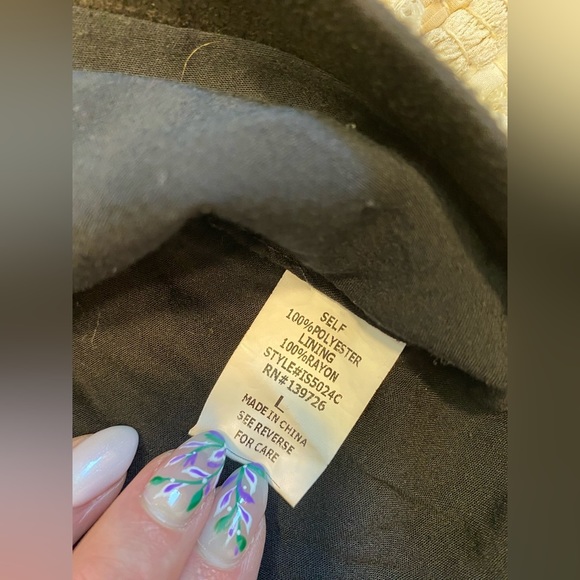 SELF
100%POLYESTER
LINING
100%RAYON
STYLE#IS5024C
RN#139726
L
MADE IN CHINA
SEE REVERSE
FOR CARE